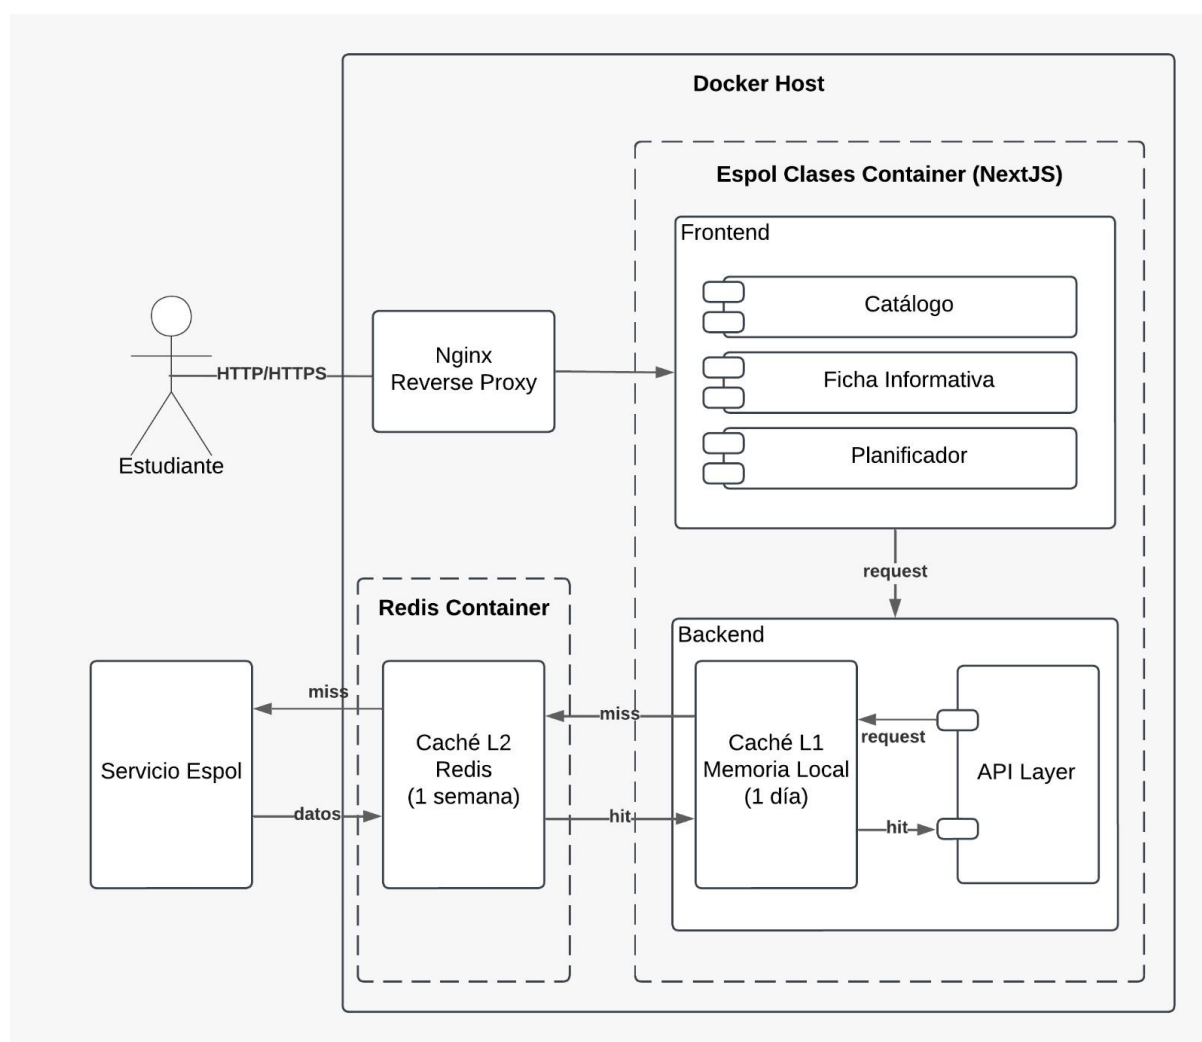 Docker Host
Espol Clases Container (NextJS)
Frontend
Catálogo
Ficha Informativa
Planificador
Nginx
Reverse Proxy
HTTP/HTTPS
Estudiante
request
Redis Container
Backend
Servicio Espol
miss
datos
Caché L2
Redis
(1 semana)
miss
hit
Caché L1
Memoria Local
(1 día)
request
hit
API Layer